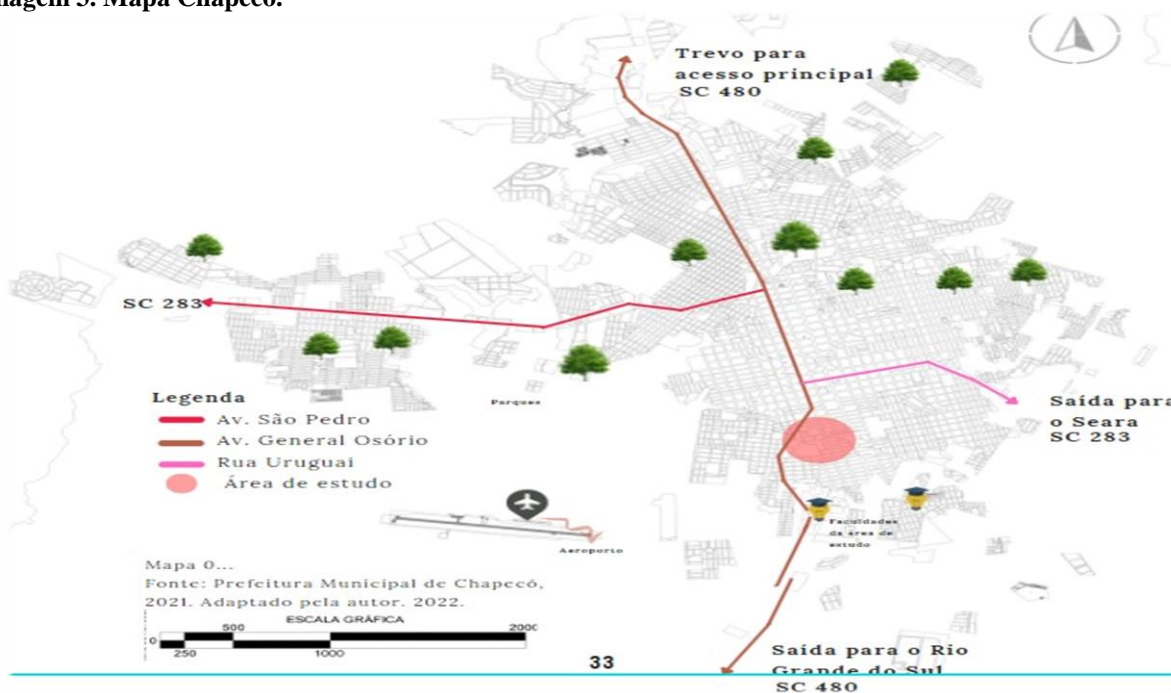 nagem 3. Mapa Chapecó.
Trevo para
acesso principal
SC 480
SC 283
Parques
Legenda
Av. São Pedro
Av. General Osório
Rua Uruguai
Área de estudo
Saída para
o Seara
SC 283
Faculdades
da área de
estudo
Aeroporto
Mapa 0...
Fonte: Prefeitura Municipal de Chapecó,
2021. Adaptado pela autor. 2022.
ESCALA GRÁFICA
0 500 2000
250 1000
33
Saída para o Rio
Grande do Sul
SC 480